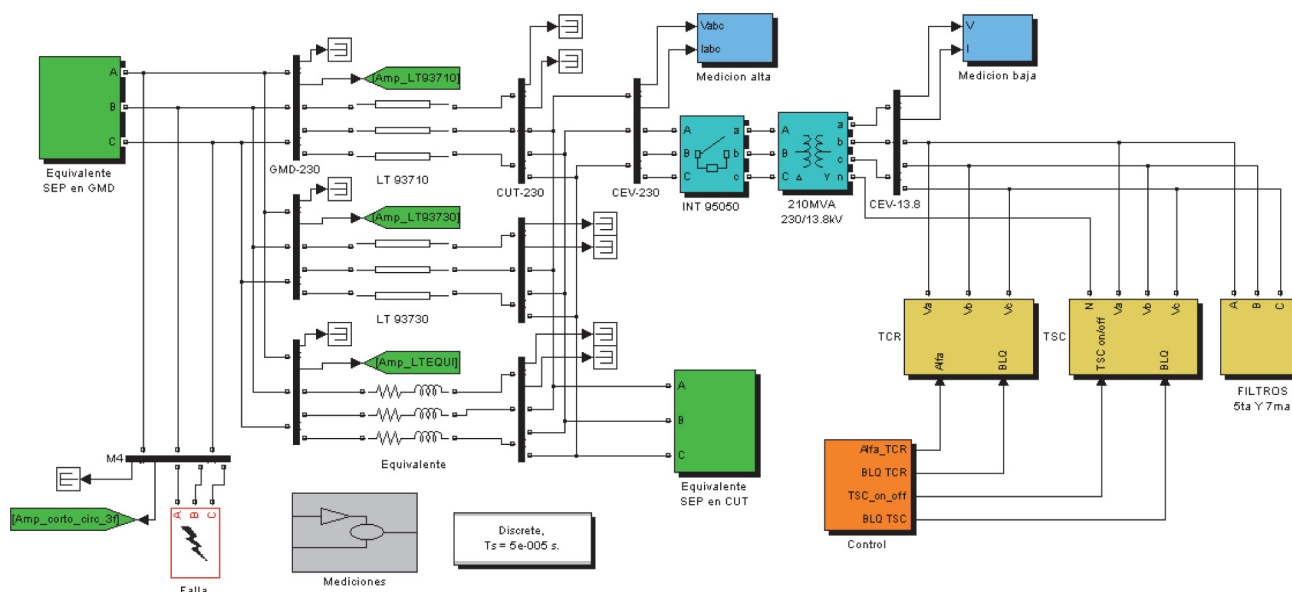 A
B
C
Equivalente
SEP en GMD
[Amp_LT93710]
GMD-230
LT 93710
CUT-230
Vabc
Iabc
Medicion alta
V
I
Medicion baja
A
B
C
a
b
c
INT 95050
CEV-230
A
B
C
Δ
Y
a
b
c
n
210MVA
230/13.8kV
CEV-13.8
[Amp_LT93730]
LT 93730
[Amp_LTEQUI]
Equivalente
A
B
C
Equivalente
SEP en CUT
TCR
Va
Vb
Vc
Alfa
BLQ
TSC
N
Va
Vb
Vc
TSC on/off
BLQ
A
B
C
FILTROS
5ta Y 7ma
Alfa_TCR
BLQ TCR
TSC_on_off
BLQ TSC
Control
M4
[Amp_corto_circ_3f]
A
B
C
Falla
Mediciones
Discrete,
Ts = 5e-005 s.